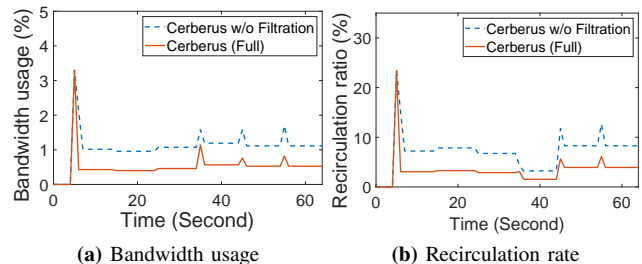 Bandwidth usage (%)
5
4
3
2
1
0
0
20
40
60
Time (Second)
Cerberus w/o Filtration
Cerberus (Full)
(a) Bandwidth usage
Recirculation ratio (%)
30
20
10
0
0
20
40
60
Time (Second)
Cerberus w/o Filtration
Cerberus (Full)
(b) Recirculation rate